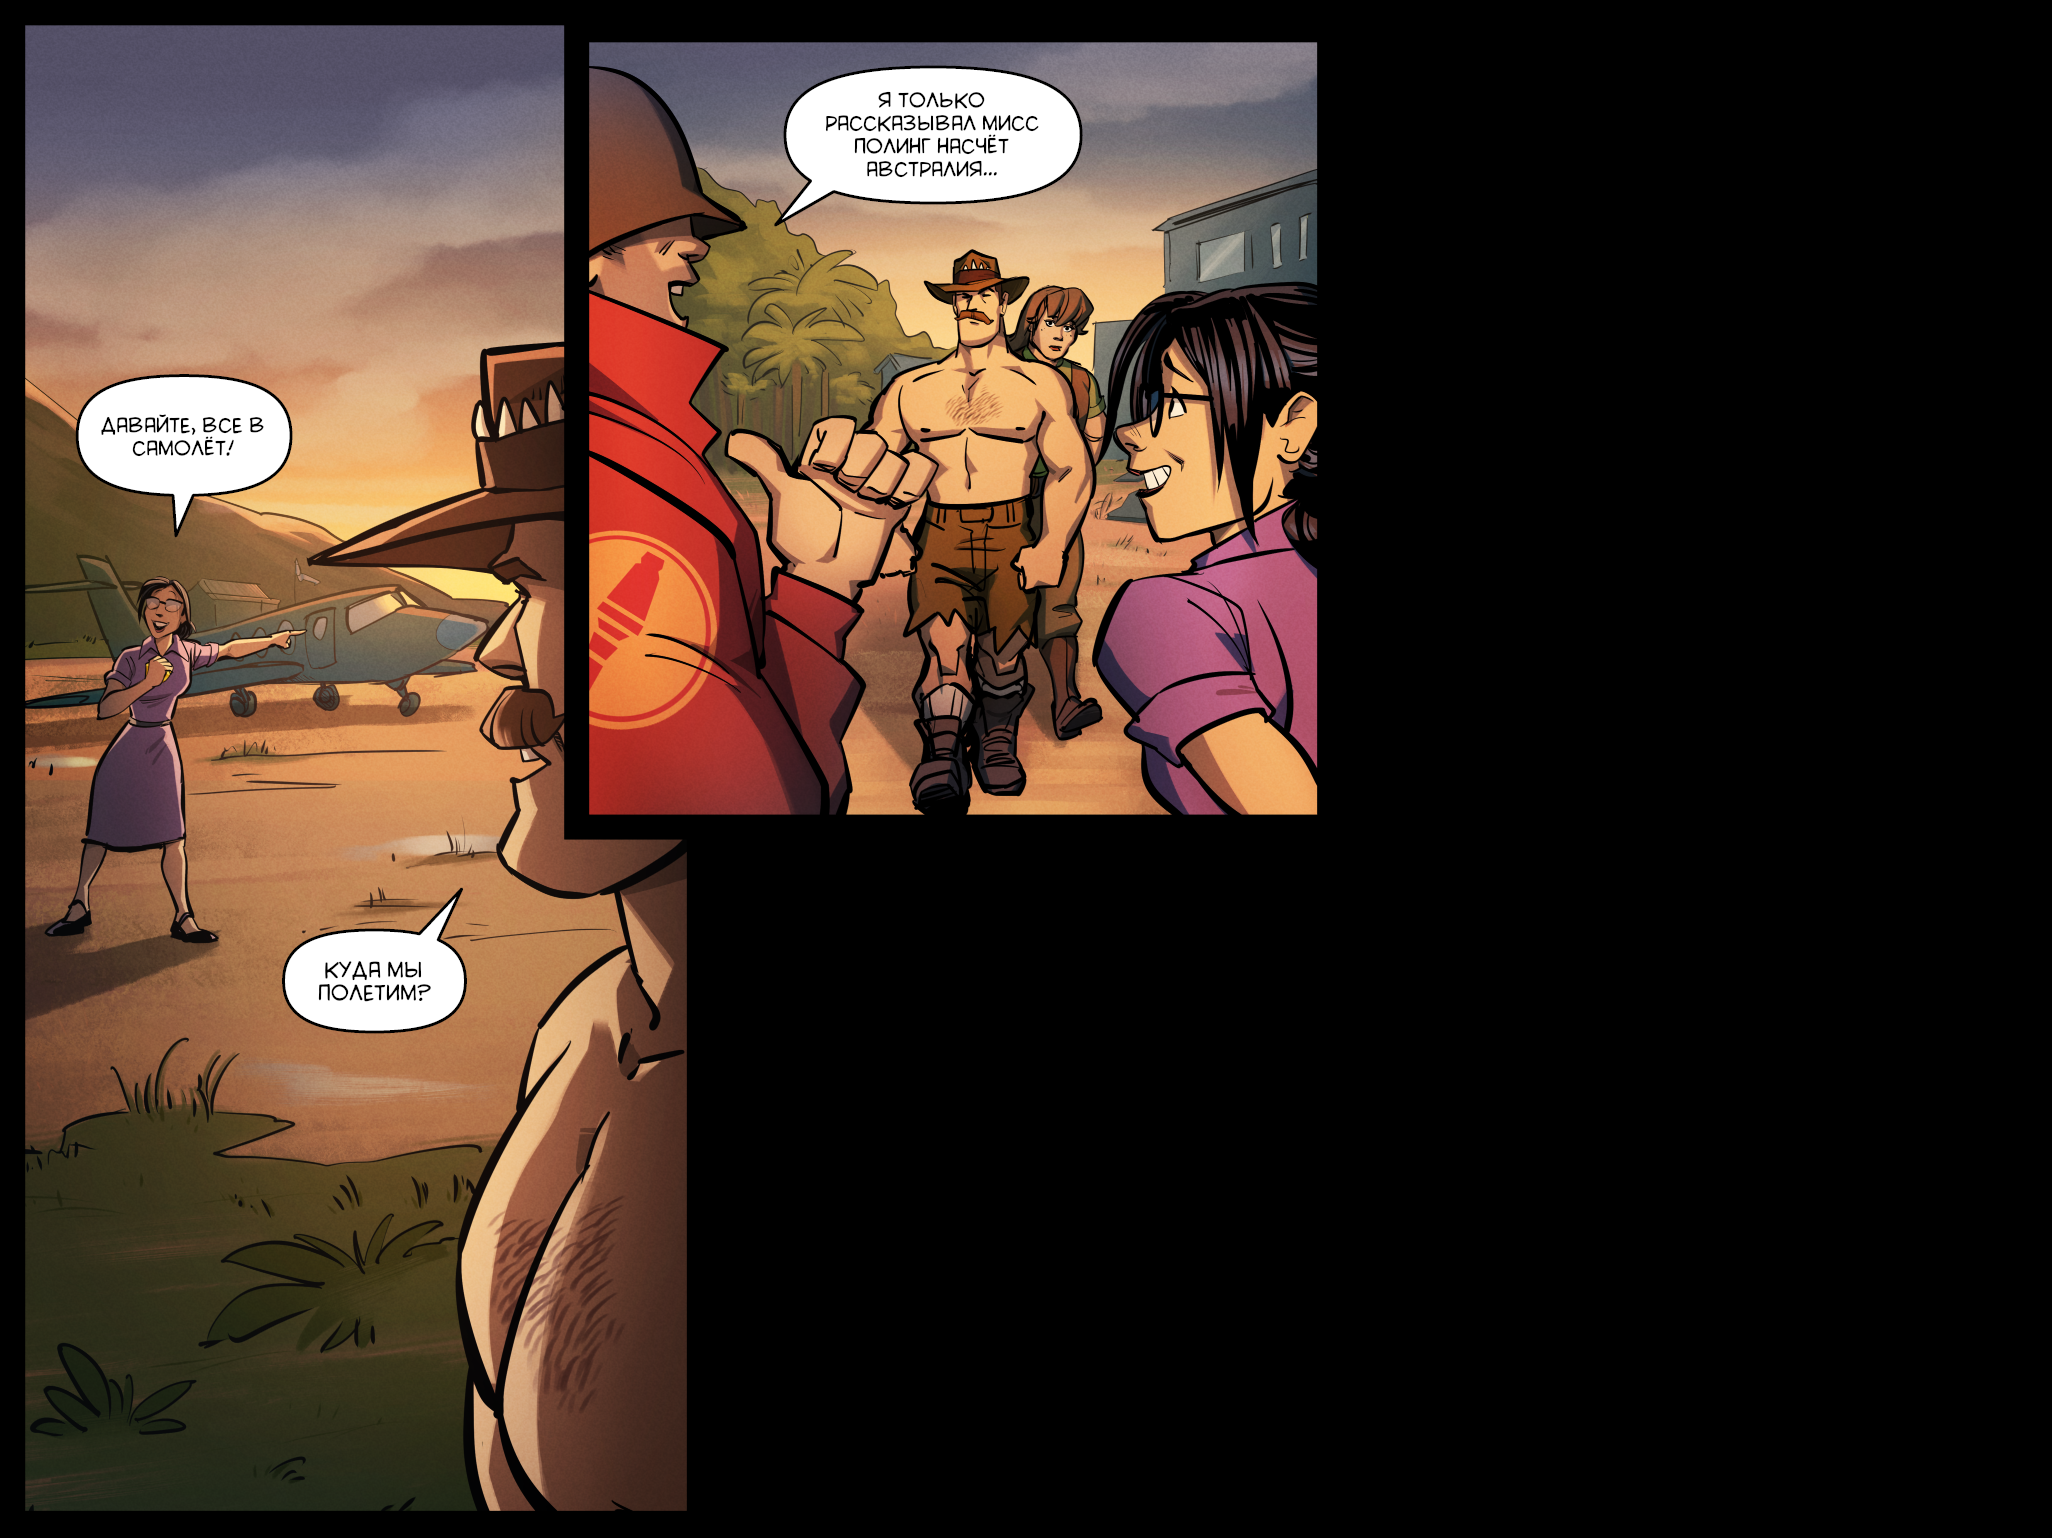 ДАВАЙТЕ, ВСЕ В
САМОЛЁТ!
КУДА МЫ
ПОЛЕТИМ?
Я ТОЛЬКО
РАССКАЗЫВАЛ МИСС
ПОЛИНГ НАСЧЁТ
АВСТРАЛИЯ...